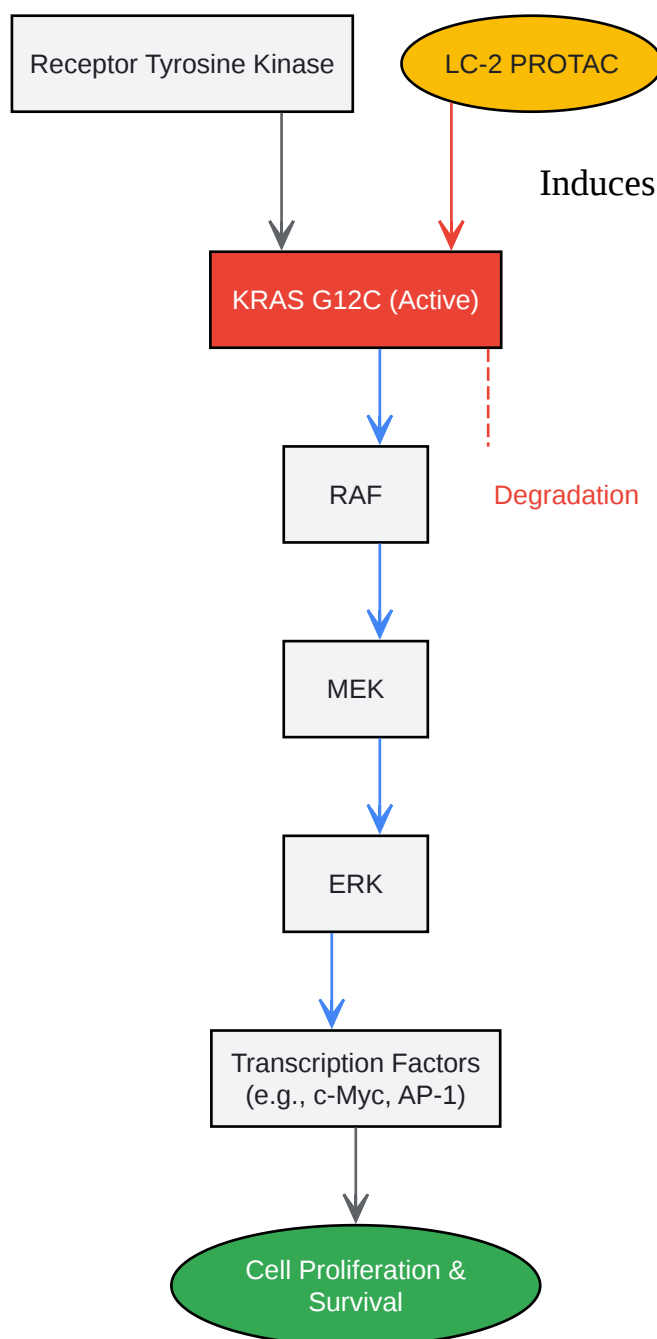 Receptor Tyrosine Kinase
LC-2 PROTAC
Induces
KRAS G12C (Active)
RAF
Degradation
MEK
ERK
Transcription Factors
(e.g., c-Myc, AP-1)
Cell Proliferation &
Survival